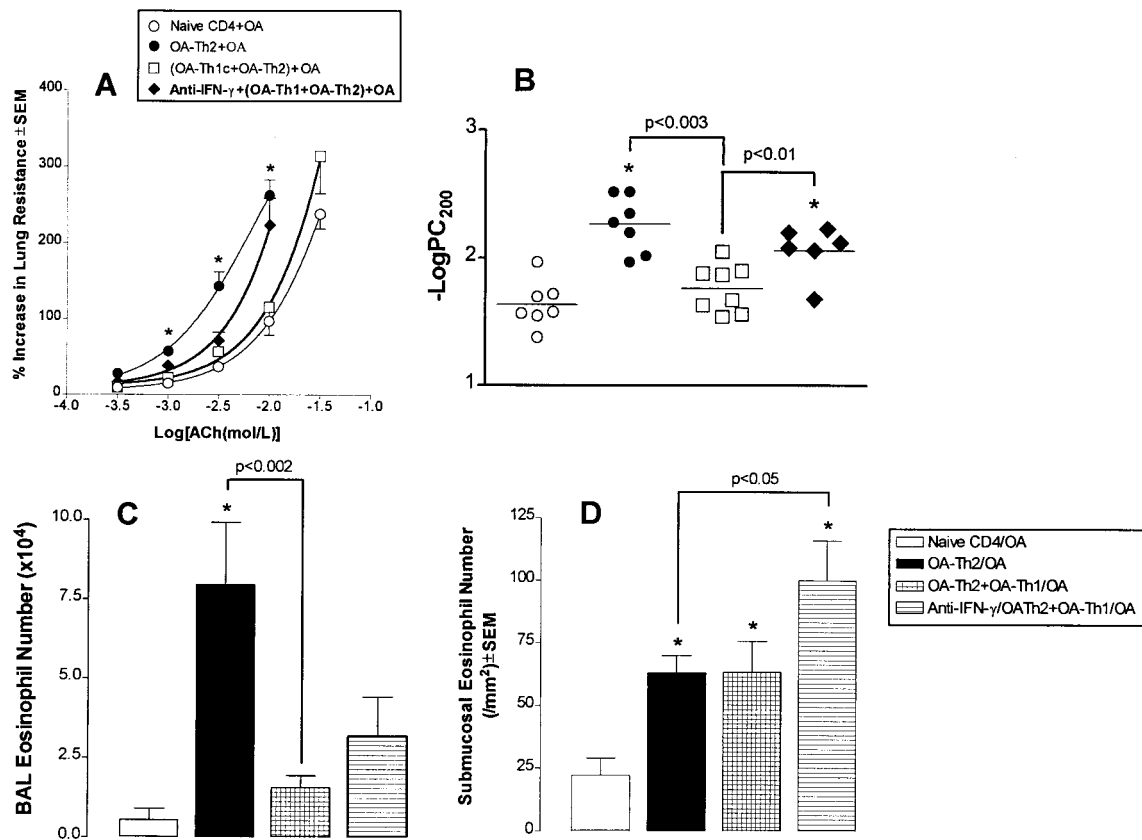 Naive CD4+OA
OA-Th2+OA
(OA-Th1c+OA-Th2)+OA
Anti-IFN-γ+(OA-Th1+OA-Th2)+OA
A
% Increase in Lung Resistance±SEM
400
300
200
100
0
-4.0 -3.5 -3.0 -2.5 -2.0 -1.5 -1.0
Log[ACh(mol/L)]
* * *
B
-LogPC200
3
2
1
p<0.003
p<0.01
* *
C
BAL Eosinophil Number (x10⁴)
10.0
7.5
5.0
2.5
0.0
p<0.002
*
D
Submucosal Eosinophil Number
(/mm²)±SEM
125
100
75
50
25
0
p<0.05
* * *
Naive CD4/OA
OA-Th2/OA
OA-Th2+OA-Th1/OA
Anti-IFN-γ/OATh2+OA-Th1/OA